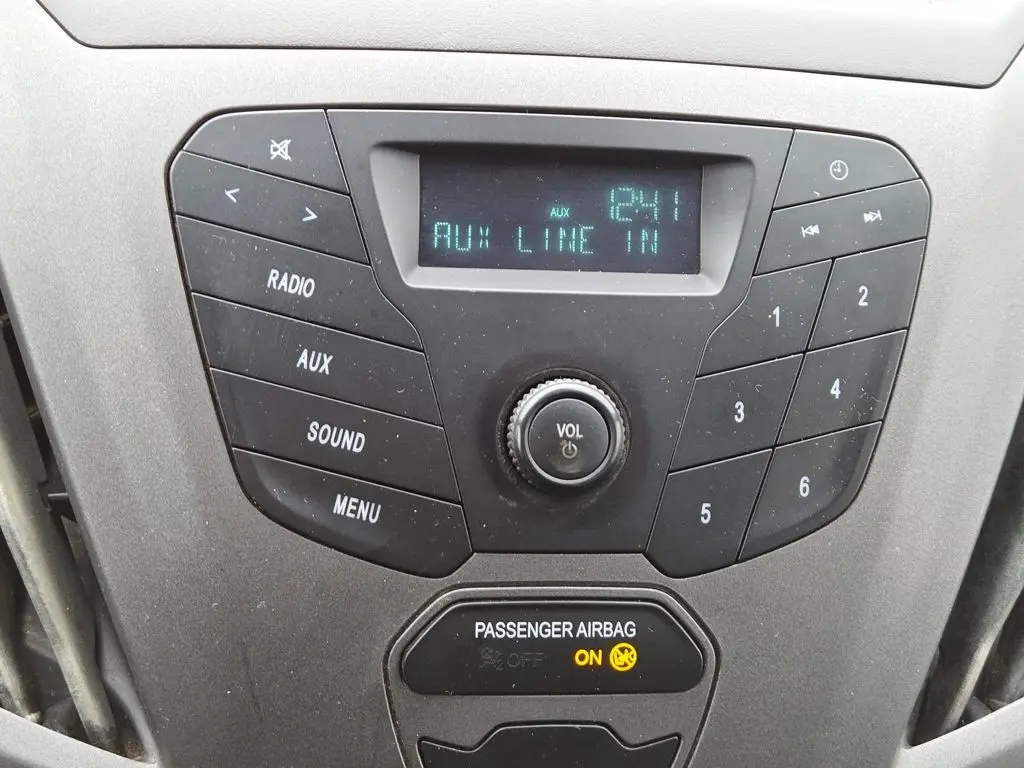 12:41
AUX
AUX LINE IN
RADIO
AUX
SOUND
MENU
VOL
1
2
3
4
5
6
PASSENGER AIRBAG
OFF ON